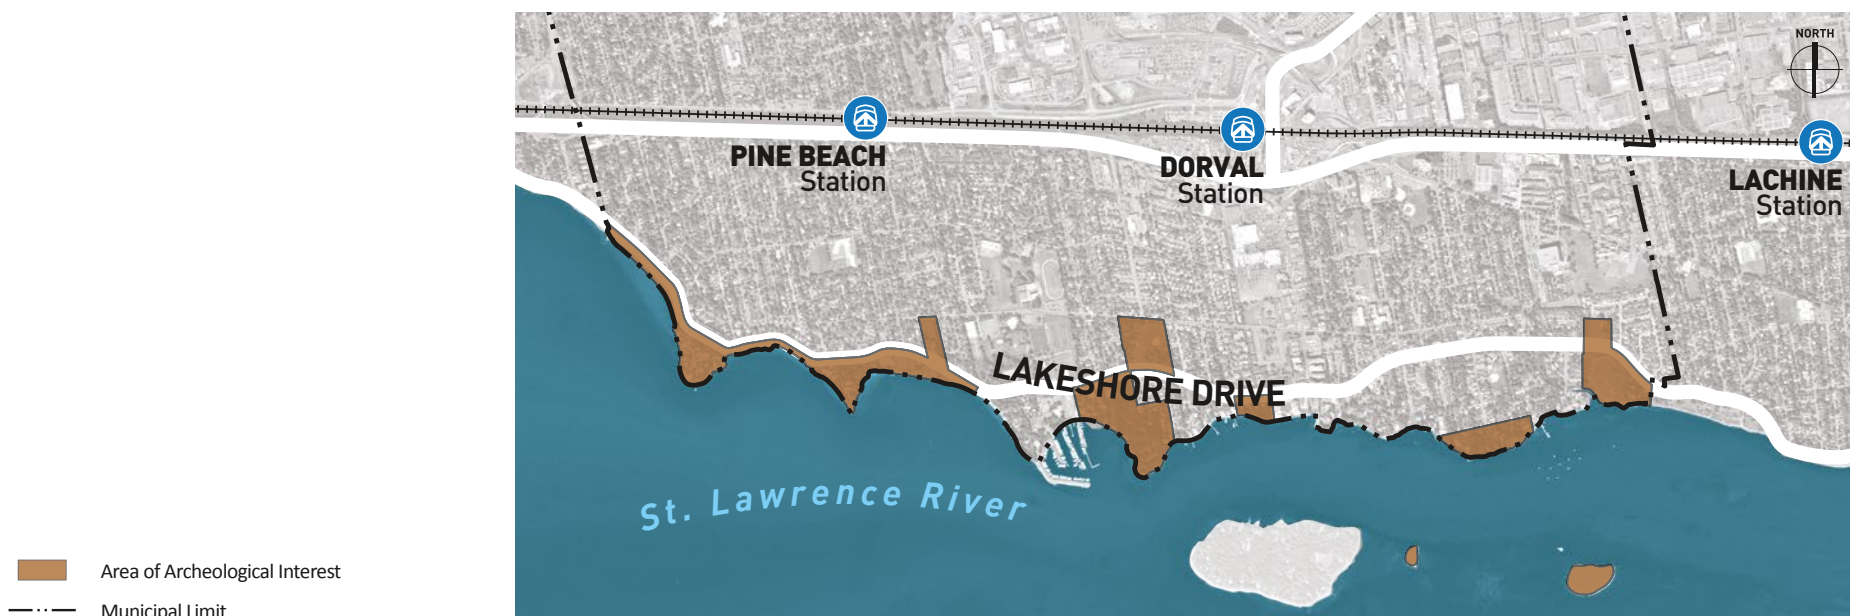 NORTH
PINE BEACH
Station
DORVAL
Station
LACHINE
Station
LAKESHORE DRIVE
St. Lawrence River
Area of Archeological Interest
Municipal Limit